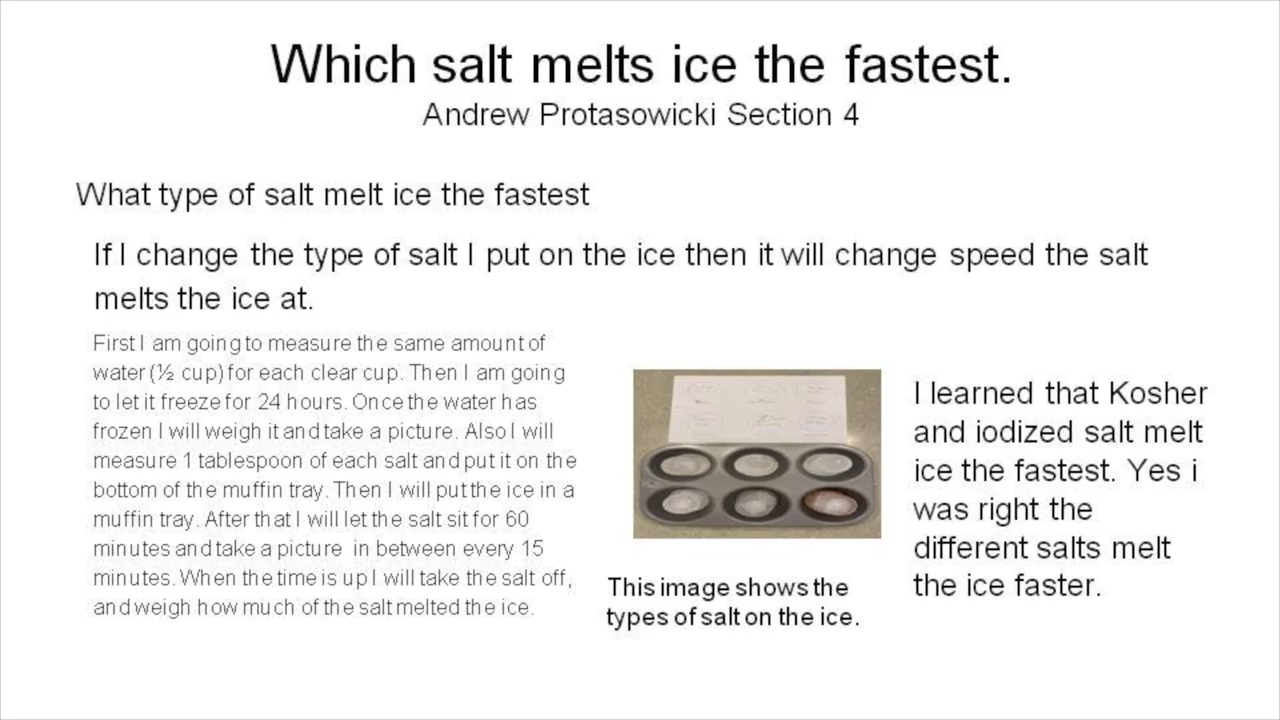 Which salt melts ice the fastest.
Andrew Protasowicki Section 4
What type of salt melt ice the fastest
If I change the type of salt I put on the ice then it will change speed the salt
melts the ice at.
First I am going to measure the same amount of
water (½ cup) for each clear cup. Then I am going
to let it freeze for 24 hours. Once the water has
frozen I will weigh it and take a picture. Also I will
measure 1 tablespoon of each salt and put it on the
bottom of the muffin tray. Then I will put the ice in a
muffin tray. After that I will let the salt sit for 60
minutes and take a picture in between every 15
minutes. When the time is up I will take the salt off,
and weigh how much of the salt melted the ice.
This image shows the
types of salt on the ice.
I learned that Kosher
and iodized salt melt
ice the fastest. Yes i
was right the
different salts melt
the ice faster.